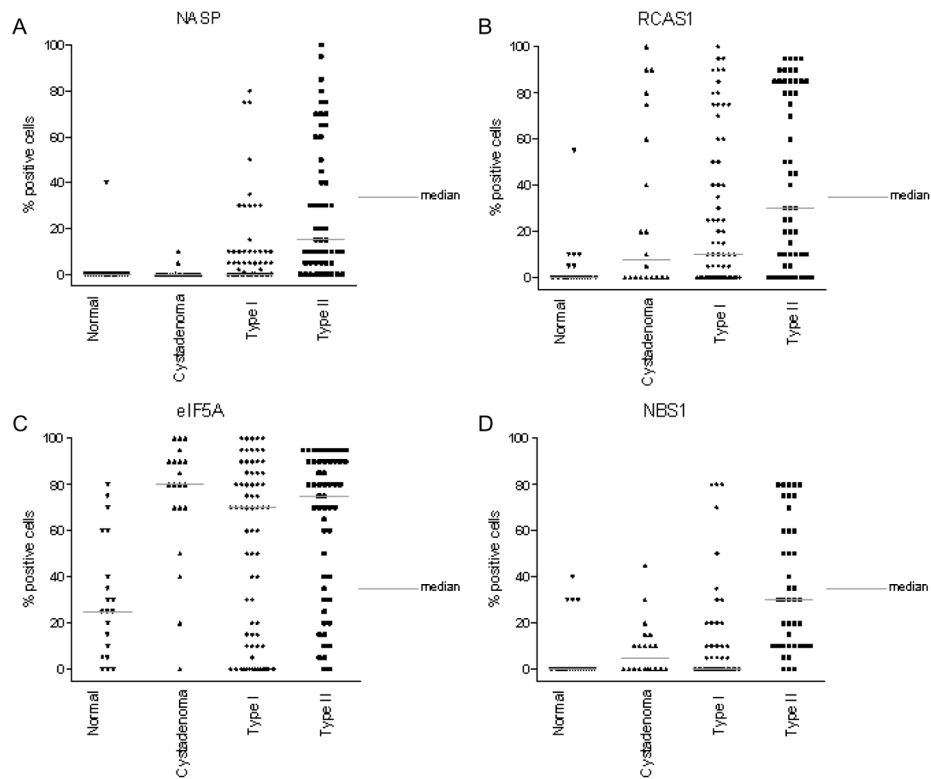 A
NASP
% positive cells
100
80
60
40
20
0
Normal
Cystadenoma
Type I
Type II
median
B
RCAS1
% positive cells
100
80
60
40
20
0
Normal
Cystadenoma
Type I
Type II
median
C
eIF5A
% positive cells
100
80
60
40
20
0
Normal
Cystadenoma
Type I
Type II
median
D
NBS1
% positive cells
100
80
60
40
20
0
Normal
Cystadenoma
Type I
Type II
median